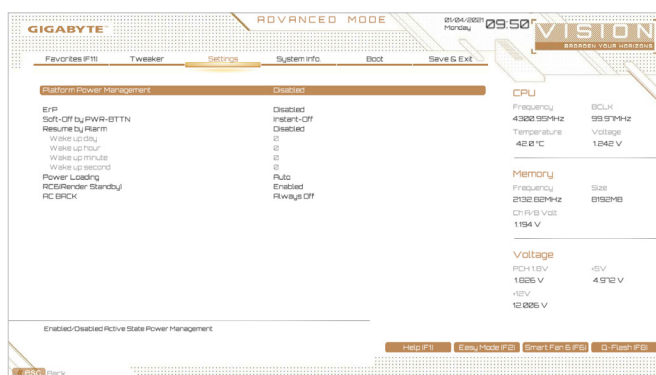 GIGABYTE
ADVANCED MODE
01/04/2021
Monday
09:50
VISION
BROADEN YOUR HORIZONS
Favorites (F11)
Tweaker
Settings
System Info.
Boot
Save & Exit
Platform Power Management Disabled
ErP Disabled
Soft-Off by PWR-BTTN Instant-Off
Resume by Alarm Disabled
Wake up day 0
Wake up hour 0
Wake up minute 0
Wake up second 0
Power Loading Auto
RC6(Render Standby) Enabled
AC BACK Always Off
CPU
Frequency BCLK
4300.95MHz 99.97MHz
Temperature Voltage
42.0 °C 1.242 V
Memory
Frequency Size
2132.82MHz 8192MB
Ch A/B Volt
1.194 V
Voltage
PCH 1.8V +5V
1.826 V 4.972 V
+12V
12.006 V
Enabled/Disabled Active State Power Management
Help (F1) Easy Mode (F2) Smart Fan 6 (F6) Q-Flash (F8)
ESC Back